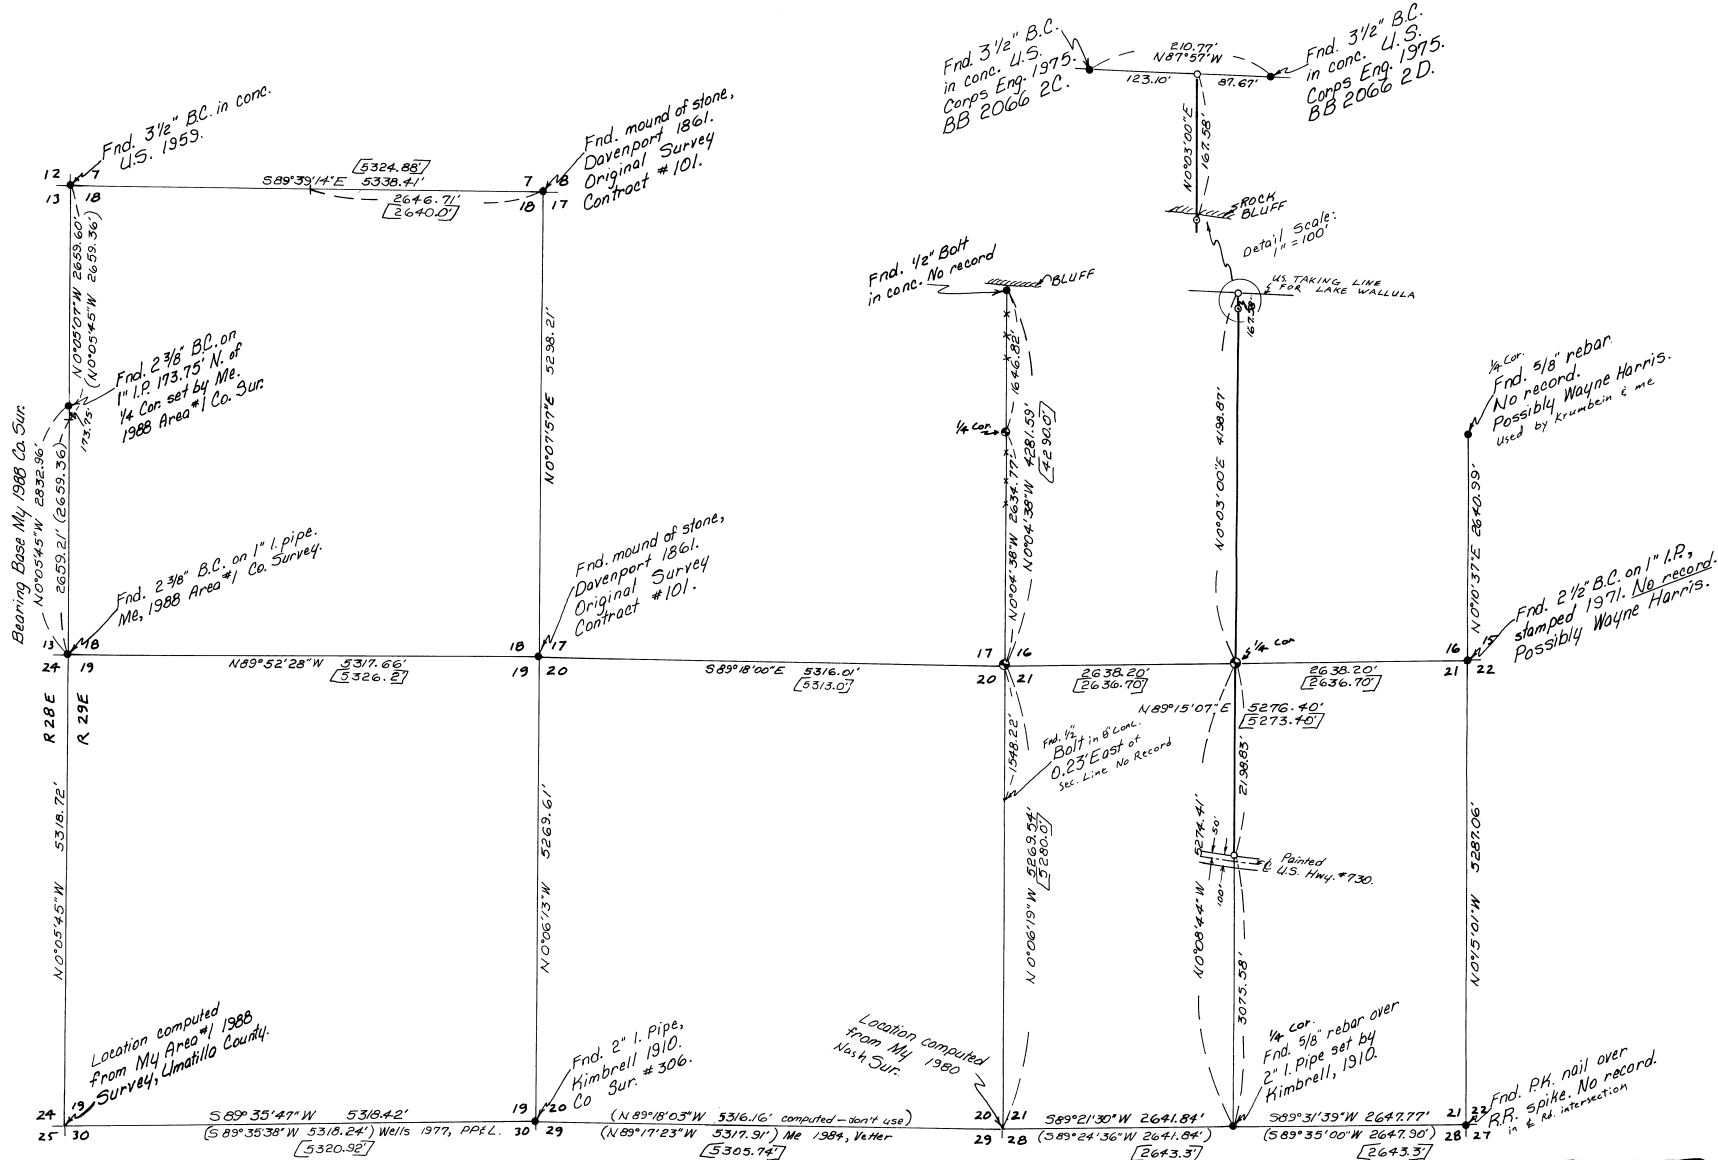 Fnd. 3½" B.C. in conc.
U.S. 1959.
12 7
13 18
[5324.88']
S89°39'14"E 5338.41'
2646.71'
[2640.0']
7 8
18 17
Fnd. mound of stone,
Davenport 1861.
Original Survey
Contract #101.
Fnd. 3½" B.C.
in conc. U.S.
Corps Eng. 1975.
BB 2066 2C.
210.77'
N87°57'W
123.10'
87.67'
Fnd. 3½" B.C.
in conc. U.S.
Corps Eng. 1975.
BB 2066 2D.
N0°03'00"E
167.58'
ROCK
BLUFF
Detail Scale:
1"=100'
U.S. TAKING LINE
FOR LAKE WALLULA
167.58'
Fnd. ½" Bolt
in conc. No record
BLUFF
N0°05'07"W 2659.60'
(N0°05'45"W 2659.36')
Fnd. 2⅜" B.C. on
1" I.P. 173.75' N. of
¼ Cor. set by Me.
1988 Area #1 Co. Sur.
173.75'
Bearing Base My 1988 Co. Sur.
N0°05'45"W 2832.96'
2659.21' (2659.36)
N0°07'57"E 5298.21'
¼ Cor.
1646.82'
N0°04'38"W 2634.77'
N0°04'38"W 4281.59'
[4290.0']
N0°03'00"E 4198.87'
¼ Cor.
Fnd. 5/8" rebar.
No record.
Possibly Wayne Harris.
used by Krumbein & me
N0°10'37"E 2640.99'
Fnd. 2⅜" B.C. on 1" I. pipe.
Me, 1988 Area #1 Co. Survey.
Fnd. mound of stone,
Davenport 1861.
Original Survey
Contract #101.
Fnd. 2½" B.C. on 1" I.P.,
stamped 1971. No record.
Possibly Wayne Harris.
13 18
24 19
N89°52'28"W 5317.66'
[5326.2']
18 17
19 20
S89°18'00"E 5316.01'
[5313.0']
17 16
20 21
2638.20'
[2636.70']
¼ Cor
2638.20'
[2636.70']
16 15
21 22
N89°15'07"E 5276.40'
[5273.40']
R 28E
R 29E
1548.22'
Fnd. ½"
Bolt in 8" Conc.
0.23' East of
Sec. Line No Record
2198.83'
N0°05'45"W 5318.72'
N0°06'13"W 5269.61'
N0°06'19"W 5269.54'
[5280.0']
N0°08'44"W 5274.41'
50'
100'
Painted
U.S. Hwy. #730.
3075.58'
N0°15'01"W 5287.06'
Location computed
from My Area #1 1988
Survey, Umatilla County.
Fnd. 2" I. Pipe,
Kimbrell 1910.
Co Sur. #306.
Location computed
from My 1980
Nash Sur.
¼ Cor.
Fnd. 5/8" rebar over
2" I. Pipe set by
Kimbrell, 1910.
Fnd. P.K. nail over
R.R. spike. No record.
in ℄ Rd. intersection
24 19
25 30
S89°35'47"W 5318.42'
(S89°35'38"W 5318.24') Wells 1977, PP&L.
[5320.92']
19 20
30 29
(N89°18'03"W 5316.16' computed-don't use)
(N89°17'23"W 5317.91') Me 1984, Vetter
[5305.74']
20 21
29 28
S89°21'30"W 2641.84'
(S89°24'36"W 2641.84')
[2643.3']
S89°31'39"W 2647.77'
(S89°35'00"W 2647.90')
[2643.3']
21 22
28 27